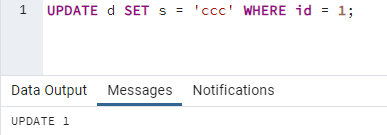 1 UPDATE d SET s = 'ccc' WHERE id = 1;
Data Output Messages Notifications
UPDATE 1